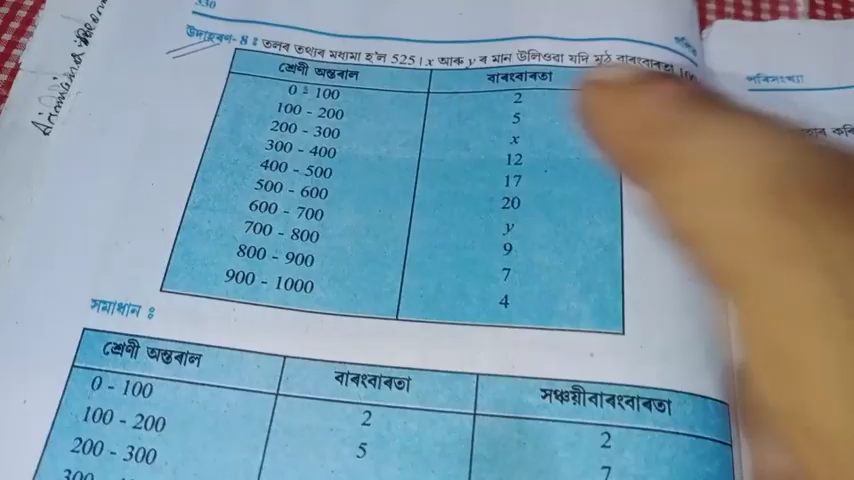 330
উদাহৰণ- 8 : তলৰ তথ্যৰ মধ্যমা হ'ল 525 । x আৰু y ৰ মান উলিওৱা যদি মুঠ বাৰংবাৰতা 100
শ্ৰেণী অন্তৰাল বাৰংবাৰতা
0 - 100 2
100 - 200 5
200 - 300 x
300 - 400 12
400 - 500 17
500 - 600 20
600 - 700 y
700 - 800 9
800 - 900 7
900 - 1000 4
সমাধান :
শ্ৰেণী অন্তৰাল বাৰংবাৰতা সঞ্চয়ীবাৰংবাৰতা
0 - 100 2 2
100 - 200 5 7
200 - 300
300
পৰিসংখ্যা